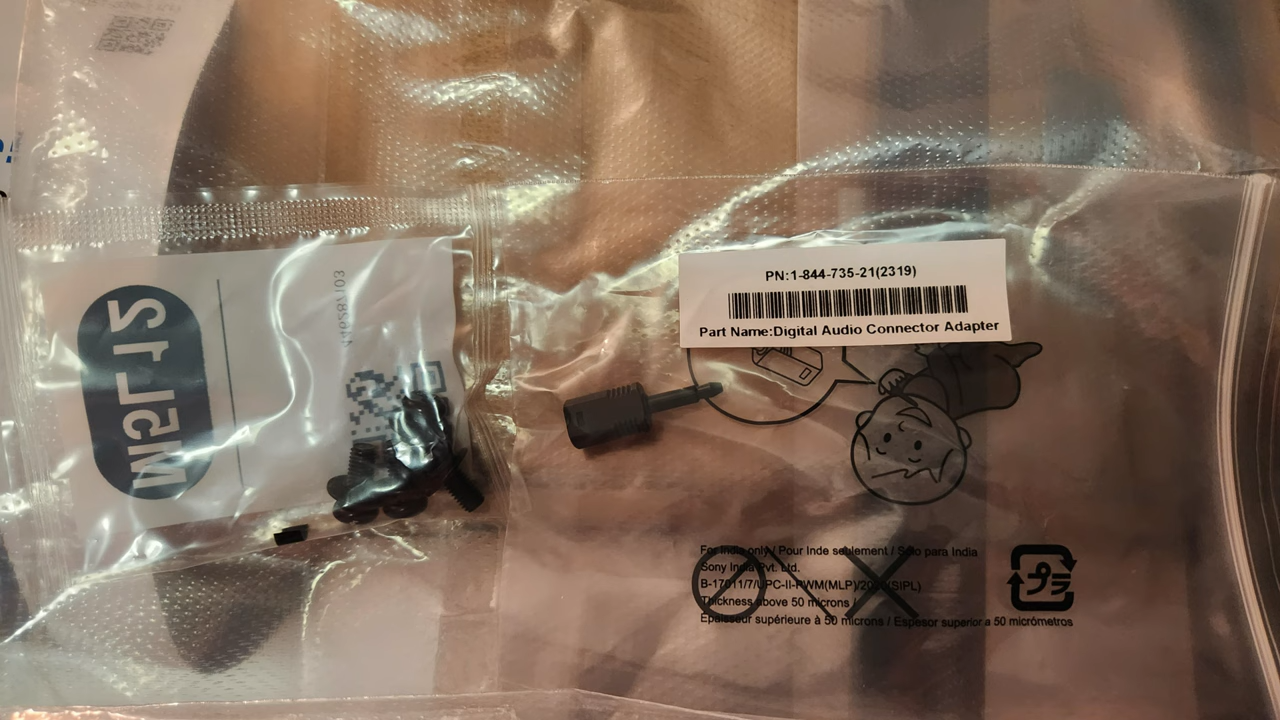 M5L12
PN:1-844-735-21(2319)
Part Name:Digital Audio Connector Adapter
For India only / Pour Inde seulement / Sólo para India
Sony India Pvt. Ltd.
Thickness above 50 microns /
Épaisseur supérieure à 50 microns / Espesor superior a 50 micrómetros
プラ